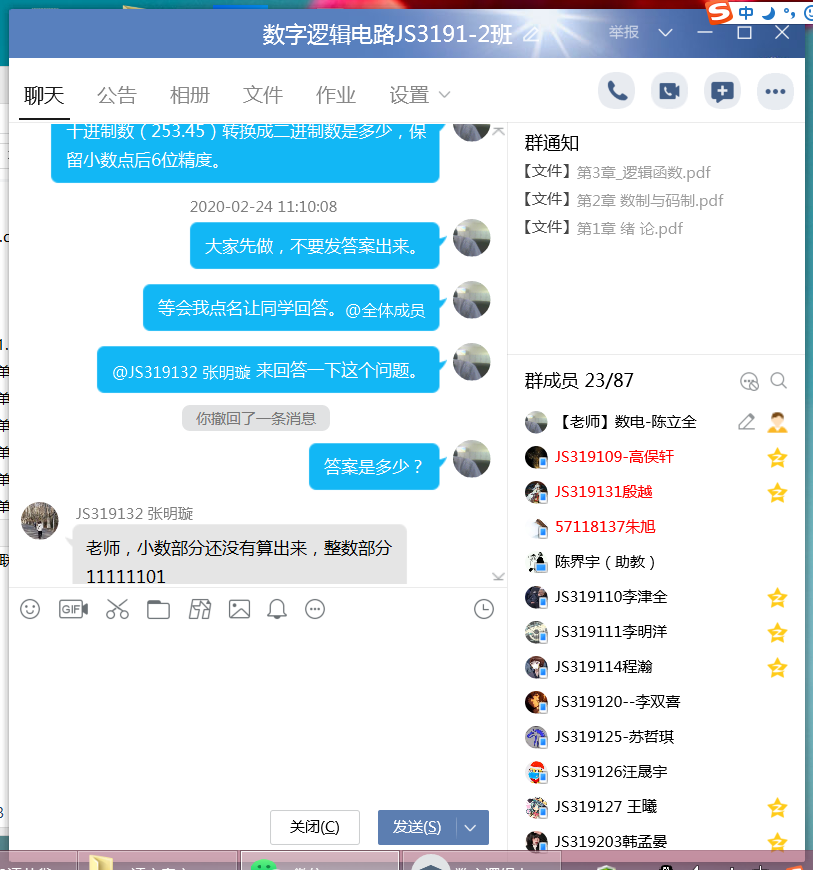 中
数字逻辑电路JS3191-2班
举报
聊天
公告
相册
文件
作业
设置
十进制数（253.45）转换成二进制数是多少，保
留小数点后6位精度。
2020-02-24 11:10:08
大家先做，不要发答案出来。
等会我点名让同学回答。@全体成员
@JS319132 张明璇 来回答一下这个问题。
你撤回了一条消息
答案是多少？
JS319132 张明璇
老师，小数部分还没有算出来，整数部分
11111101
GIF
关闭(C)
发送(S)
群通知
【文件】第3章_逻辑函数.pdf
【文件】第2章 数制与码制.pdf
【文件】第1章 绪 论.pdf
群成员 23/87
【老师】数电-陈立全
JS319109-高俣轩
JS319131殷越
57118137朱旭
陈界宇（助教）
JS319110李津全
JS319111李明洋
JS319114程瀚
JS319120--李双喜
JS319125-苏哲琪
JS319126汪晟宇
JS319127 王曦
JS319203韩孟晏